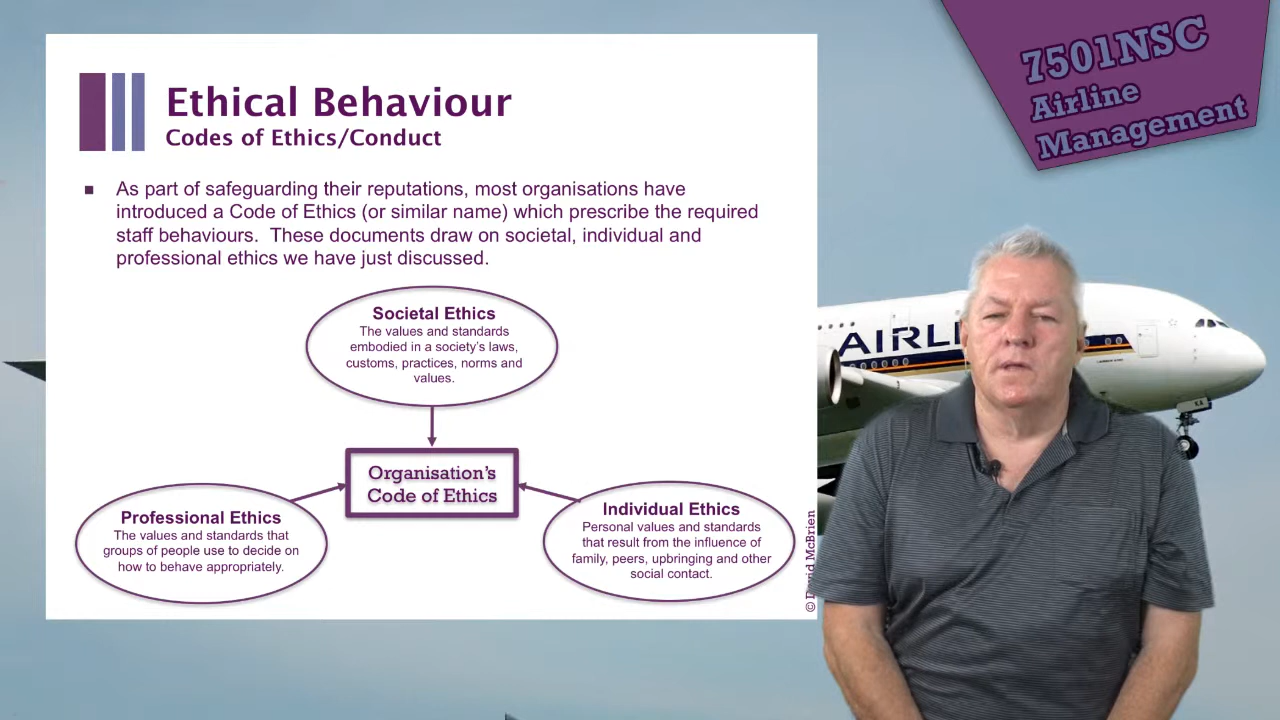 Ethical Behaviour
Codes of Ethics/Conduct
■ As part of safeguarding their reputations, most organisations have
introduced a Code of Ethics (or similar name) which prescribe the required
staff behaviours. These documents draw on societal, individual and
professional ethics we have just discussed.
Societal Ethics
The values and standards
embodied in a society's laws,
customs, practices, norms and
values.
Organisation's
Code of Ethics
Professional Ethics
The values and standards that
groups of people use to decide on
how to behave appropriately.
Individual Ethics
Personal values and standards
that result from the influence of
family, peers, upbringing and other
social contact.
© David McBrien
7501NSC
Airline
Management
AIRL
KA